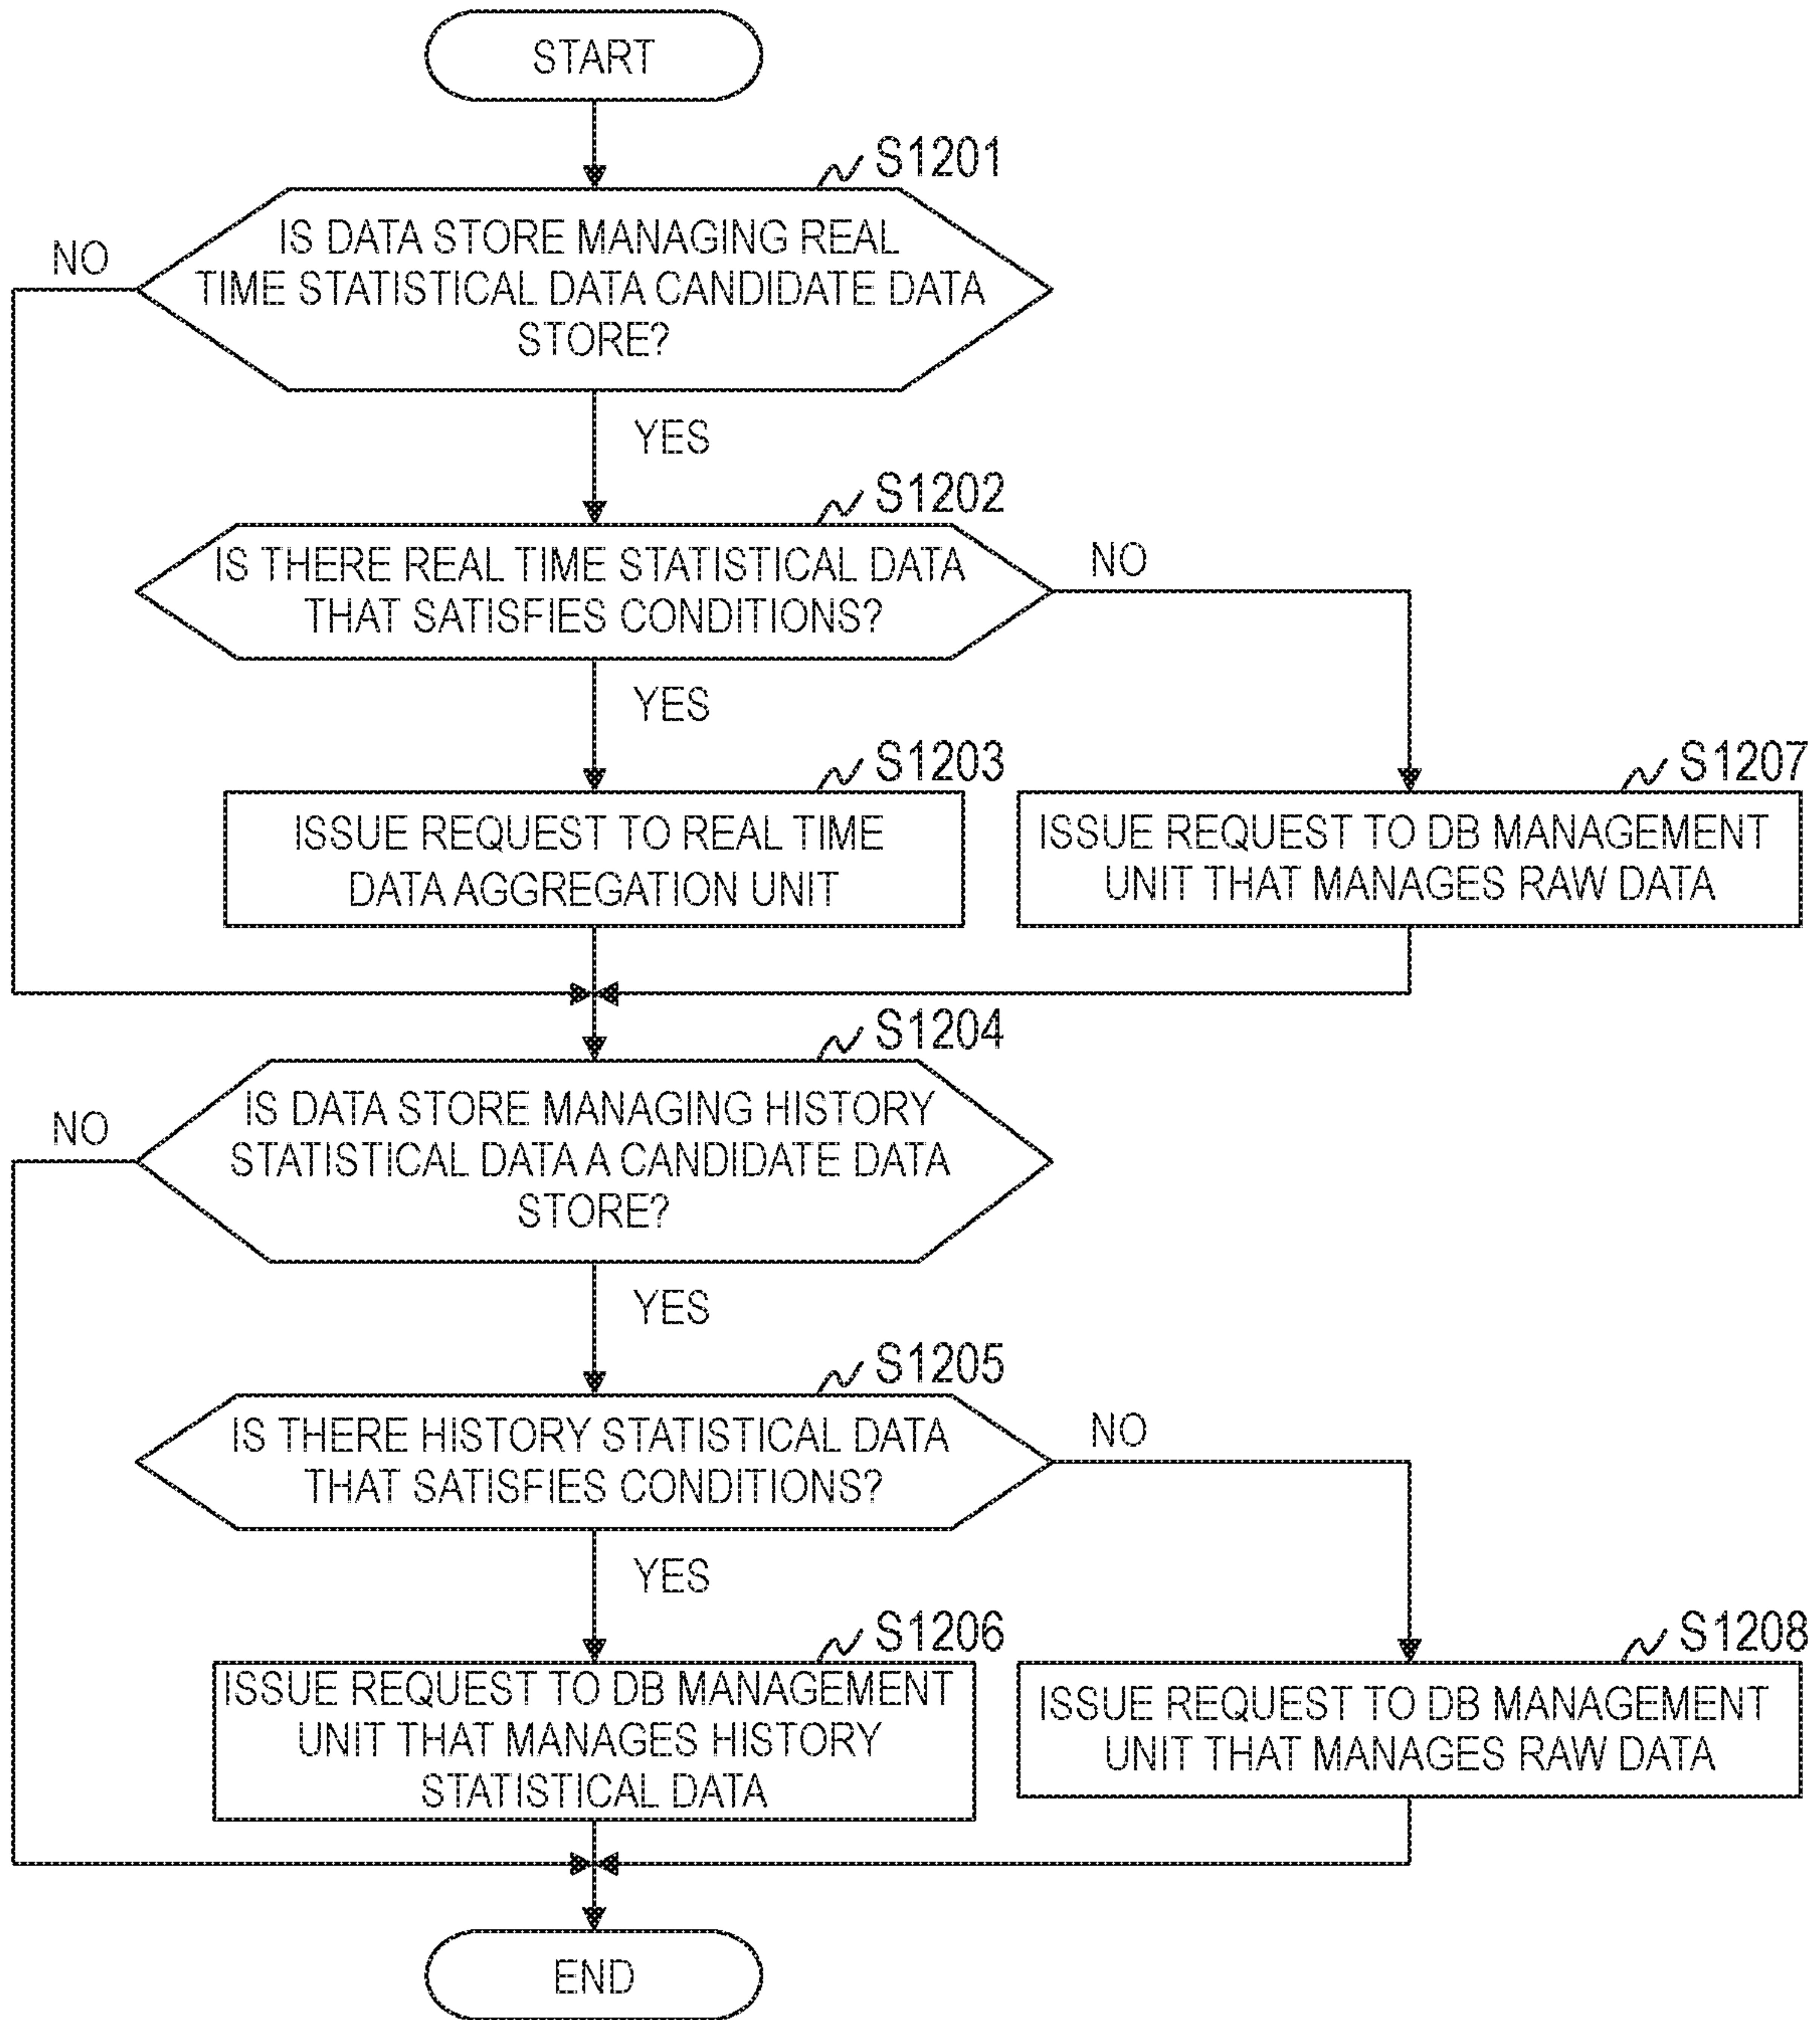 START
S1201
IS DATA STORE MANAGING REAL
TIME STATISTICAL DATA CANDIDATE DATA
STORE?
NO
YES
S1202
IS THERE REAL TIME STATISTICAL DATA
THAT SATISFIES CONDITIONS?
NO
YES
S1203
ISSUE REQUEST TO REAL TIME
DATA AGGREGATION UNIT
S1207
ISSUE REQUEST TO DB MANAGEMENT
UNIT THAT MANAGES RAW DATA
S1204
IS DATA STORE MANAGING HISTORY
STATISTICAL DATA A CANDIDATE DATA
STORE?
NO
YES
S1205
IS THERE HISTORY STATISTICAL DATA
THAT SATISFIES CONDITIONS?
NO
YES
S1206
ISSUE REQUEST TO DB MANAGEMENT
UNIT THAT MANAGES HISTORY
STATISTICAL DATA
S1208
ISSUE REQUEST TO DB MANAGEMENT
UNIT THAT MANAGES RAW DATA
END